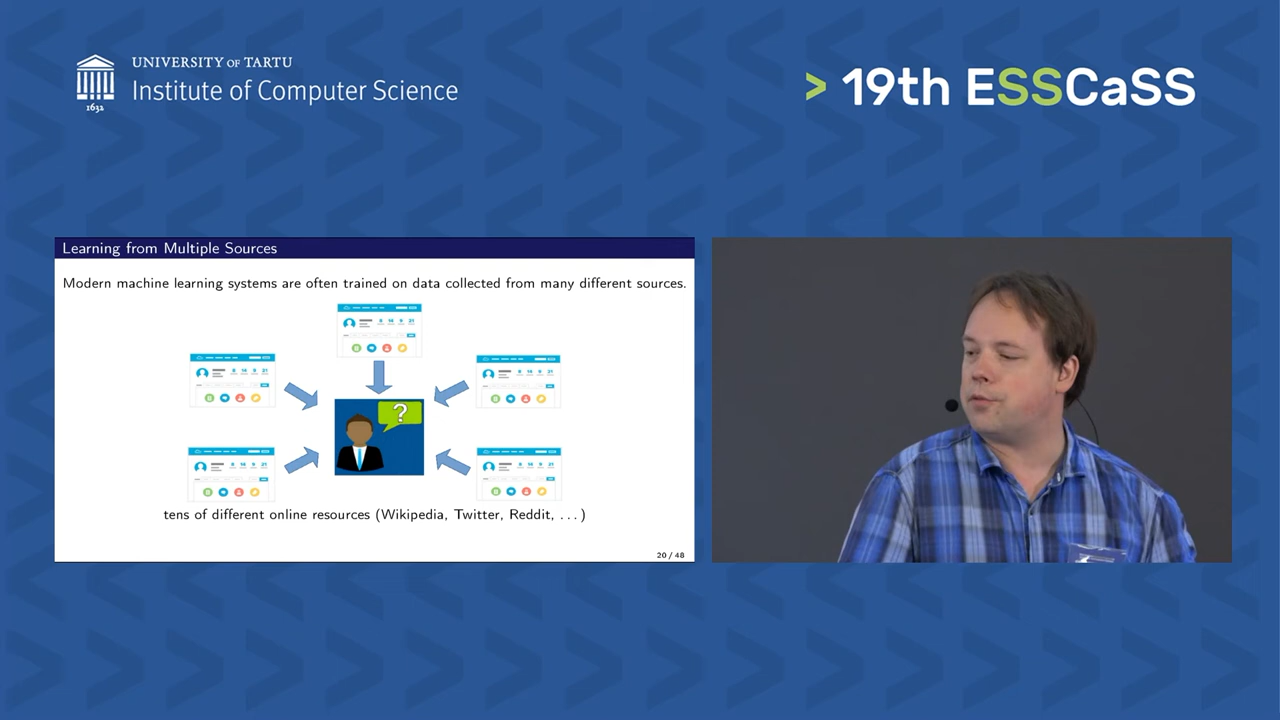 UNIVERSITY OF TARTU
Institute of Computer Science
1632
> 19th ESSCaSS
Learning from Multiple Sources
Modern machine learning systems are often trained on data collected from many different sources.
?
tens of different online resources (Wikipedia, Twitter, Reddit, . . . )
20 / 48